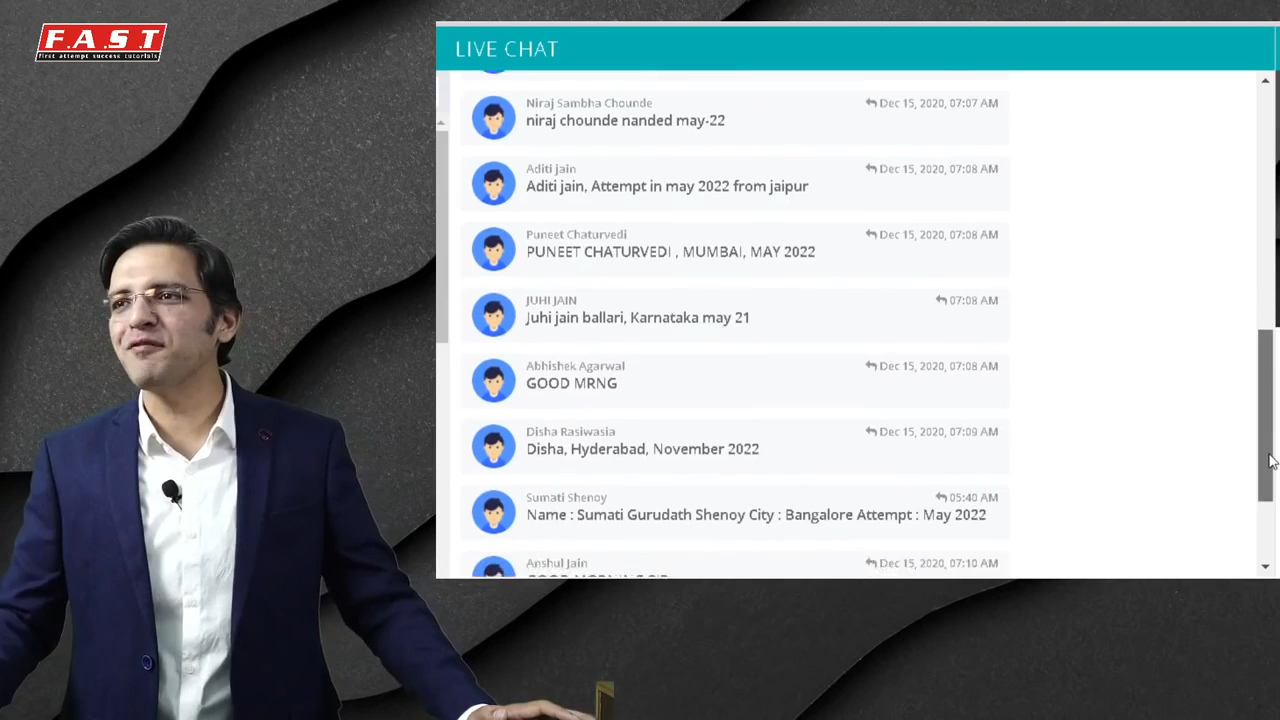 F.A.S.T
first attempt success tutorials
LIVE CHAT
Niraj Sambha Chounde
Dec 15, 2020, 07:07 AM
niraj chounde nanded may-22
Aditi jain
Dec 15, 2020, 07:08 AM
Aditi jain, Attempt in may 2022 from jaipur
Puneet Chaturvedi
Dec 15, 2020, 07:08 AM
PUNEET CHATURVEDI , MUMBAI, MAY 2022
JUHI JAIN
07:08 AM
Juhi jain ballari, Karnataka may 21
Abhishek Agarwal
Dec 15, 2020, 07:08 AM
GOOD MRNG
Disha Rasiwasia
Dec 15, 2020, 07:09 AM
Disha, Hyderabad, November 2022
Sumati Shenoy
05:40 AM
Name : Sumati Gurudath Shenoy City : Bangalore Attempt : May 2022
Anshul Jain
Dec 15, 2020, 07:10 AM